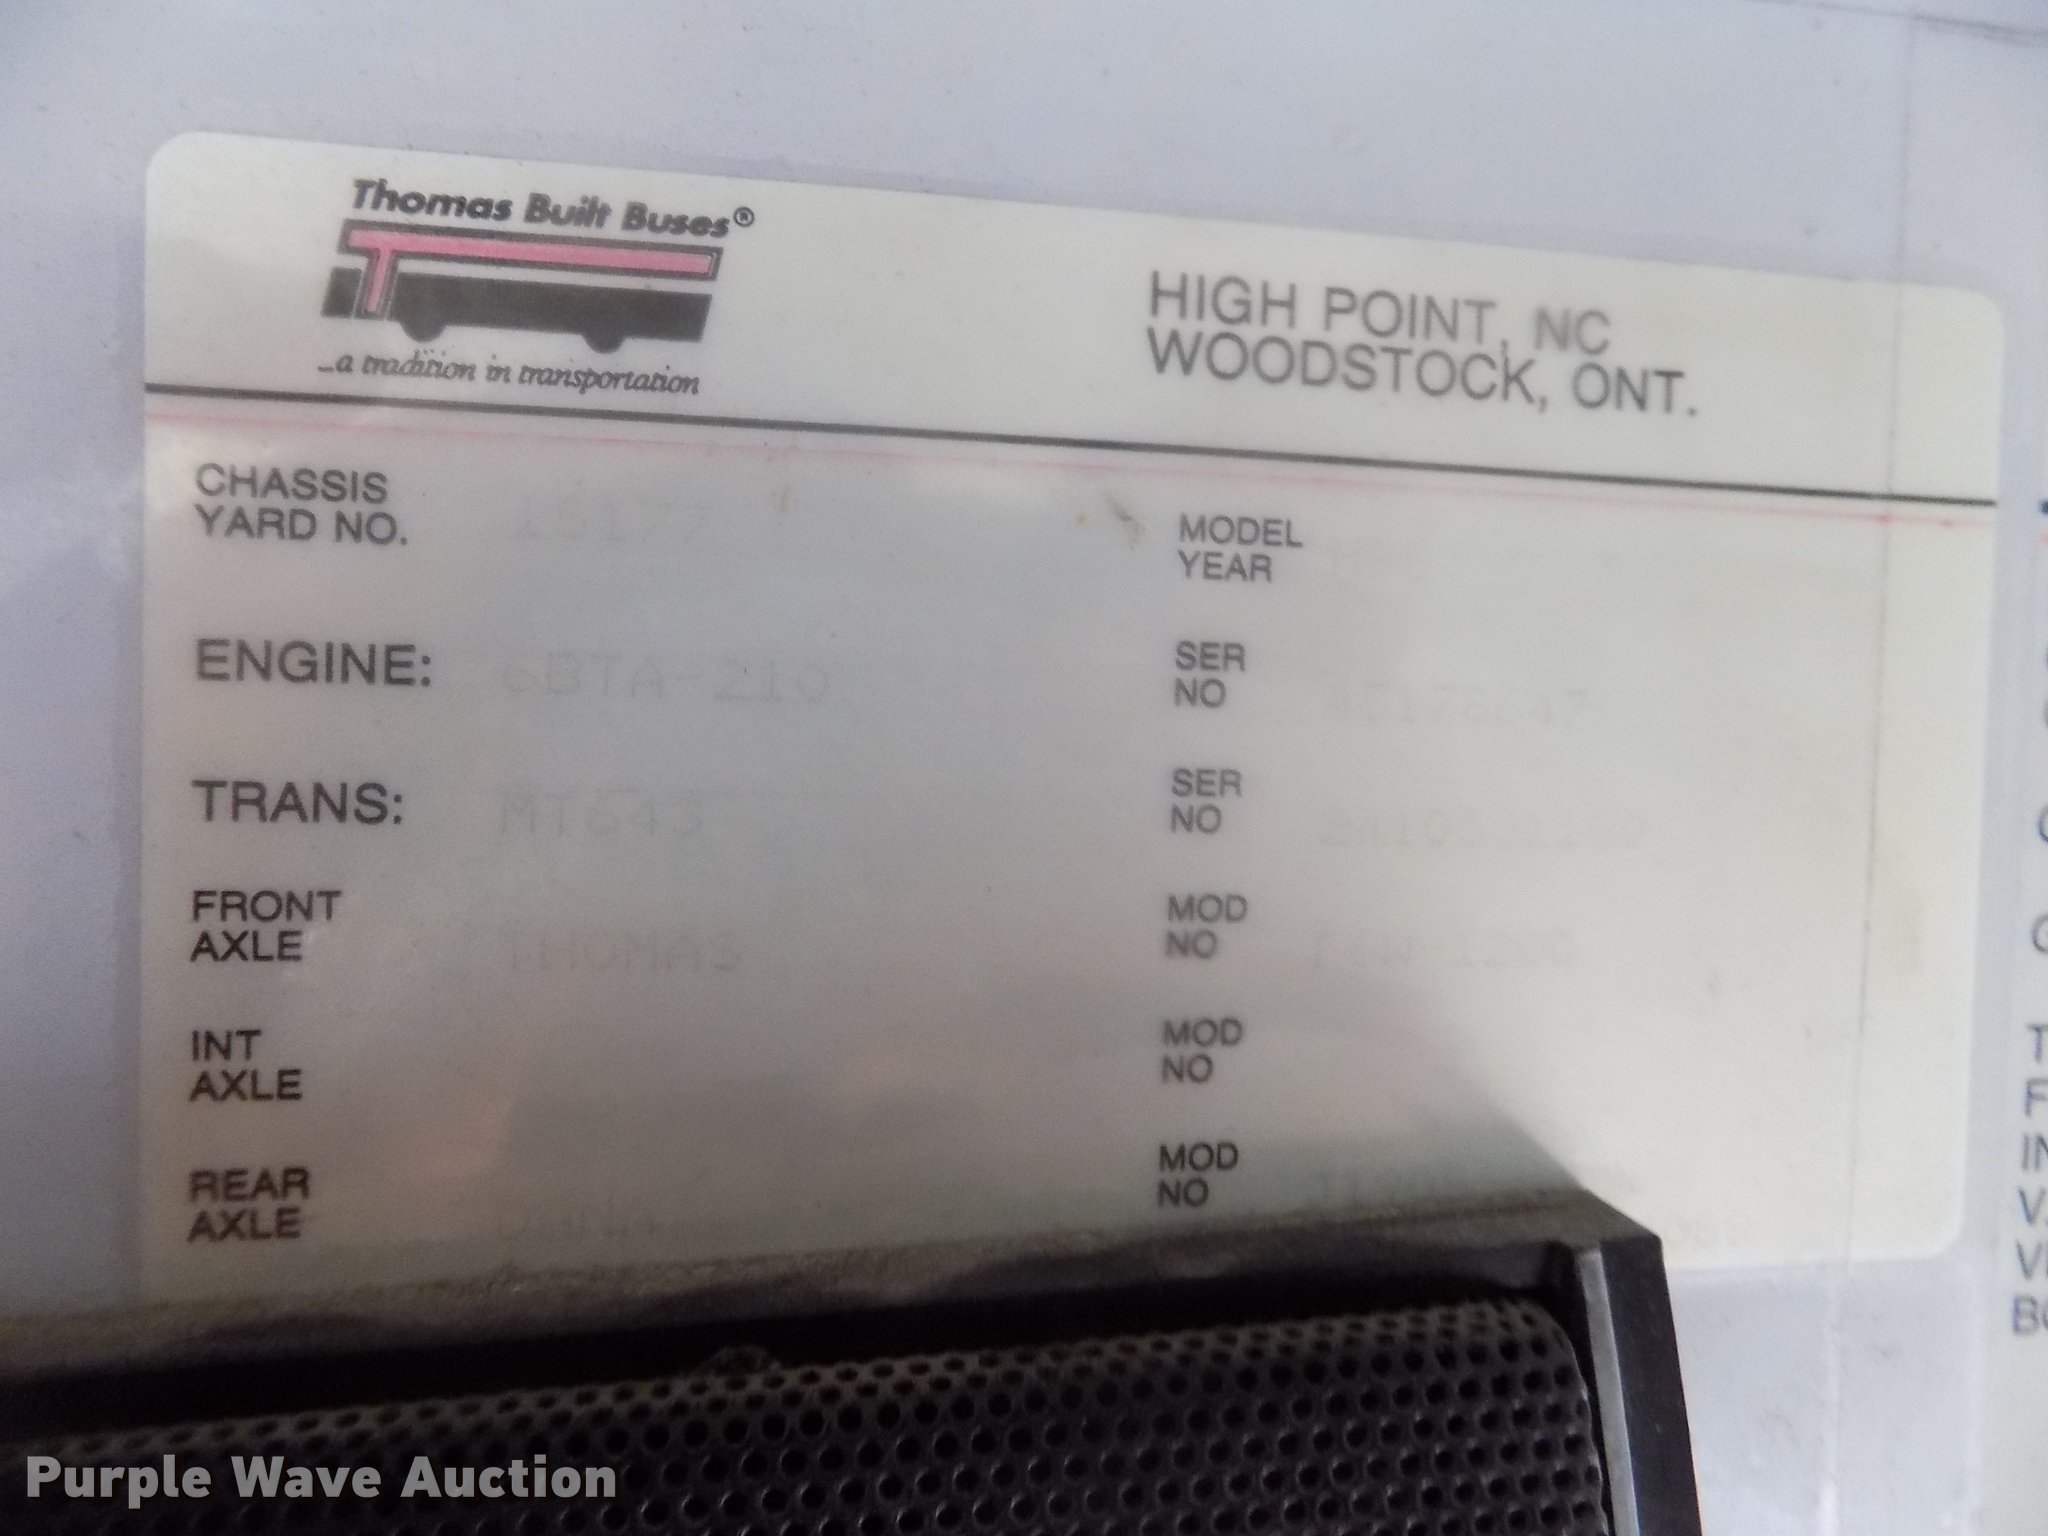 Thomas Built Buses®
...a tradition in transportation
HIGH POINT, NC
WOODSTOCK, ONT.
CHASSIS
YARD NO.
MODEL
YEAR
ENGINE: 6BTA-210
SER
NO
TRANS: MT643
SER
NO
FRONT
AXLE THOMAS
MOD
NO
INT
AXLE
MOD
NO
REAR
AXLE
MOD
NO
Purple Wave Auction